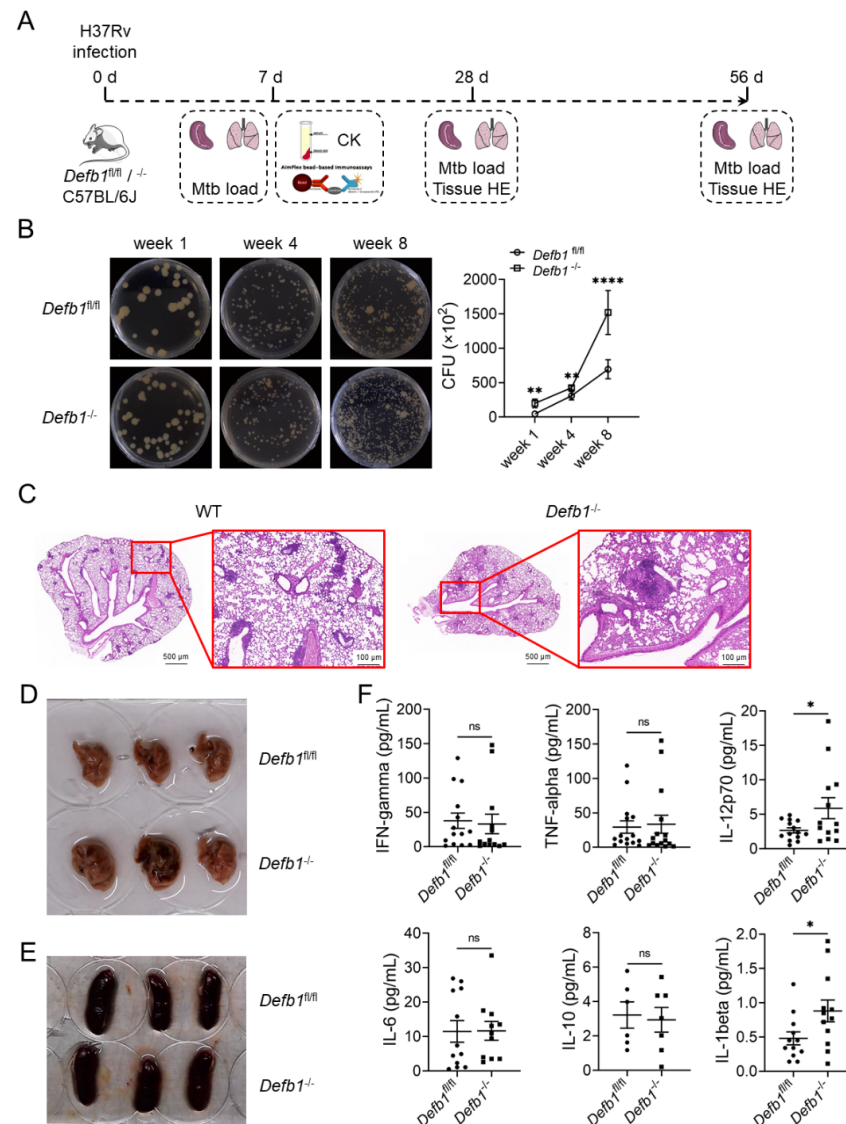 A
H37Rv
infection
0 d
7 d
28 d
56 d
Defb1fl/fl / -/-
C57BL/6J
Mtb load
CK
AimPlex bead-based immunoassays
Mtb load
Tissue HE
Mtb load
Tissue HE
B
week 1
week 4
week 8
Defb1fl/fl
Defb1-/-
Defb1 fl/fl
Defb1-/-
CFU (×10²)
2000
1500
1000
500
0
**
**
****
week 1
week 4
week 8
C
WT
Defb1-/-
500 μm
100 μm
500 μm
100 μm
D
Defb1fl/fl
Defb1-/-
E
Defb1fl/fl
Defb1-/-
F
IFN-gamma (pg/mL)
200
150
100
50
0
ns
Defb1fl/fl
Defb1-/-
TNF-alpha (pg/mL)
200
150
100
50
0
ns
Defb1fl/fl
Defb1-/-
IL-12p70 (pg/mL)
20
15
10
5
0
*
Defb1fl/fl
Defb1-/-
IL-6 (pg/mL)
40
30
20
10
0
ns
Defb1fl/fl
Defb1-/-
IL-10 (pg/mL)
8
6
4
2
0
ns
Defb1fl/fl
Defb1-/-
IL-1beta (pg/mL)
2.0
1.5
1.0
0.5
0.0
*
Defb1fl/fl
Defb1-/-